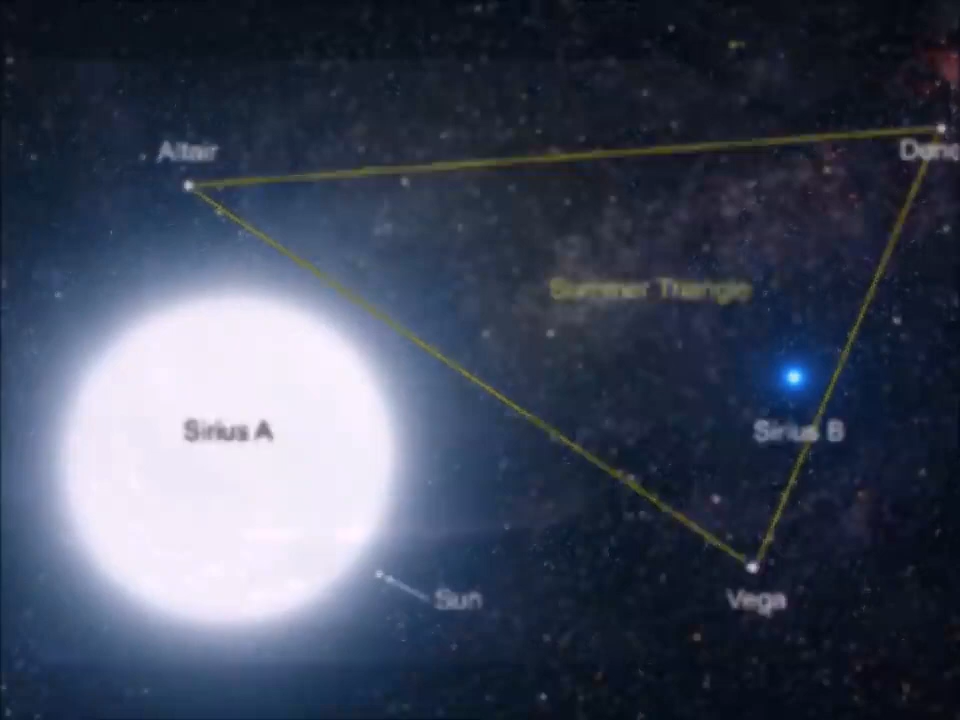 Altair
Summer Triangle
Sirius A
Sirius B
Sun
Vega